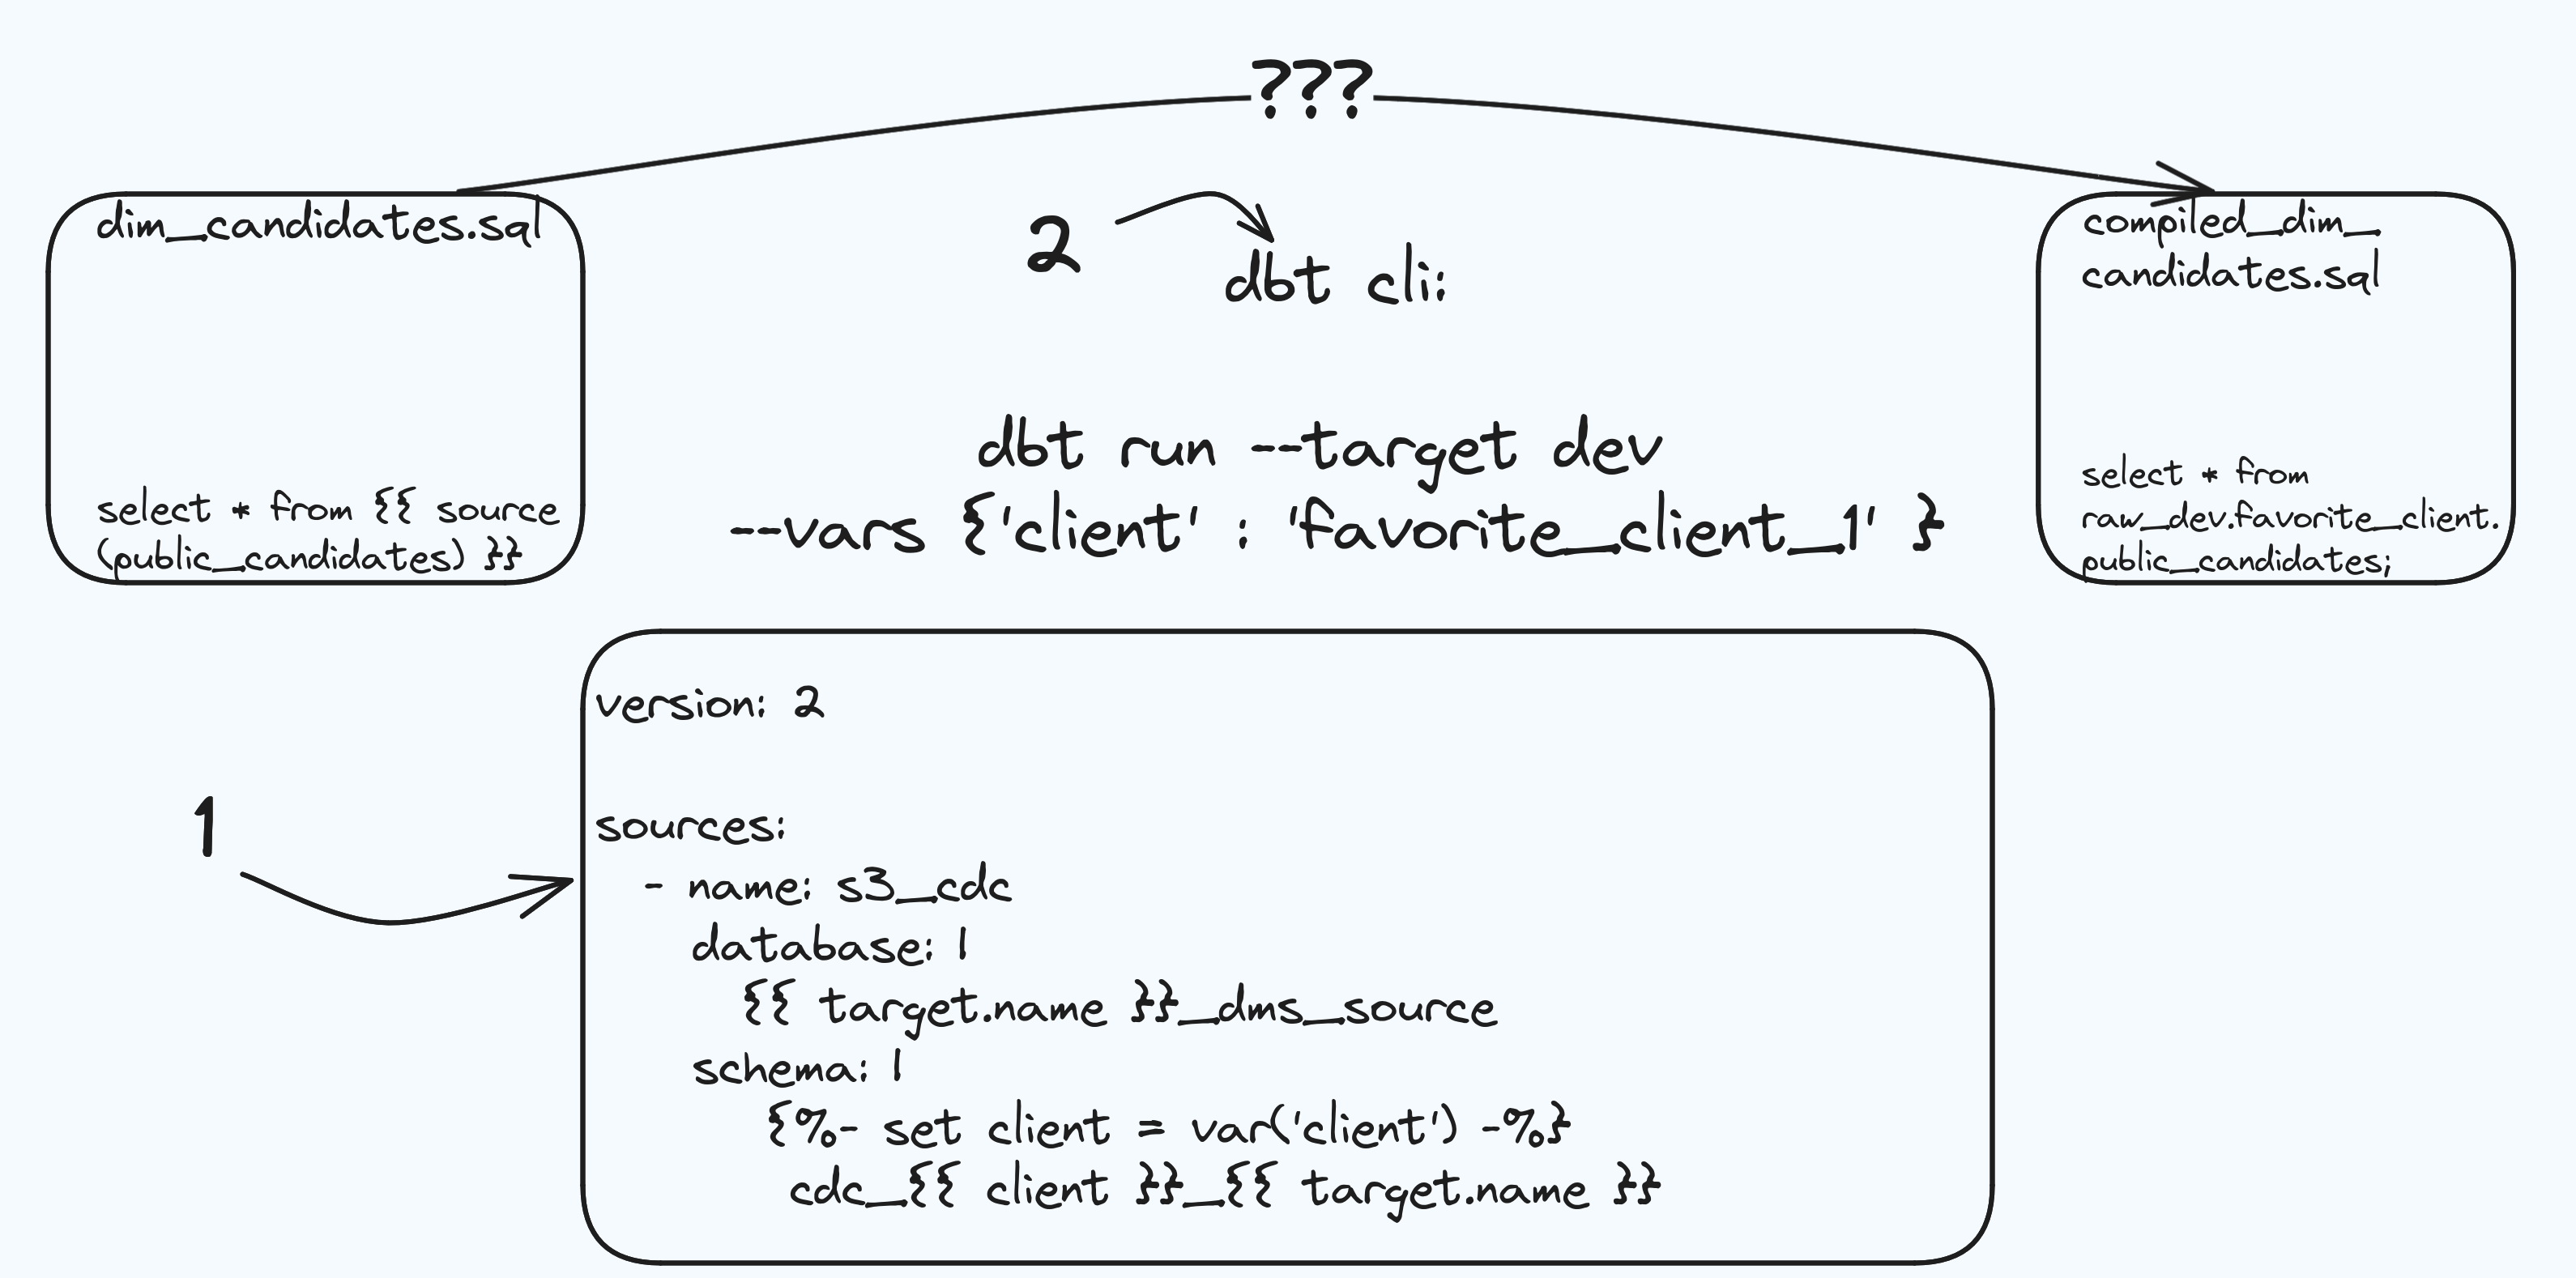 ???
dim_candidates.sql
select * from {{ source
(public_candidates) }}
2
dbt cli:
dbt run --target dev
--vars {'client' : 'favorite_client_1' }
compiled_dim_
candidates.sql
select * from
raw_dev.favorite_client.
public_candidates;
1
version: 2
sources:
- name: s3_cdc
database: |
{{ target.name }}_dms_source
schema: |
{%- set client = var('client') -%}
cdc_{{ client }}_{{ target.name }}